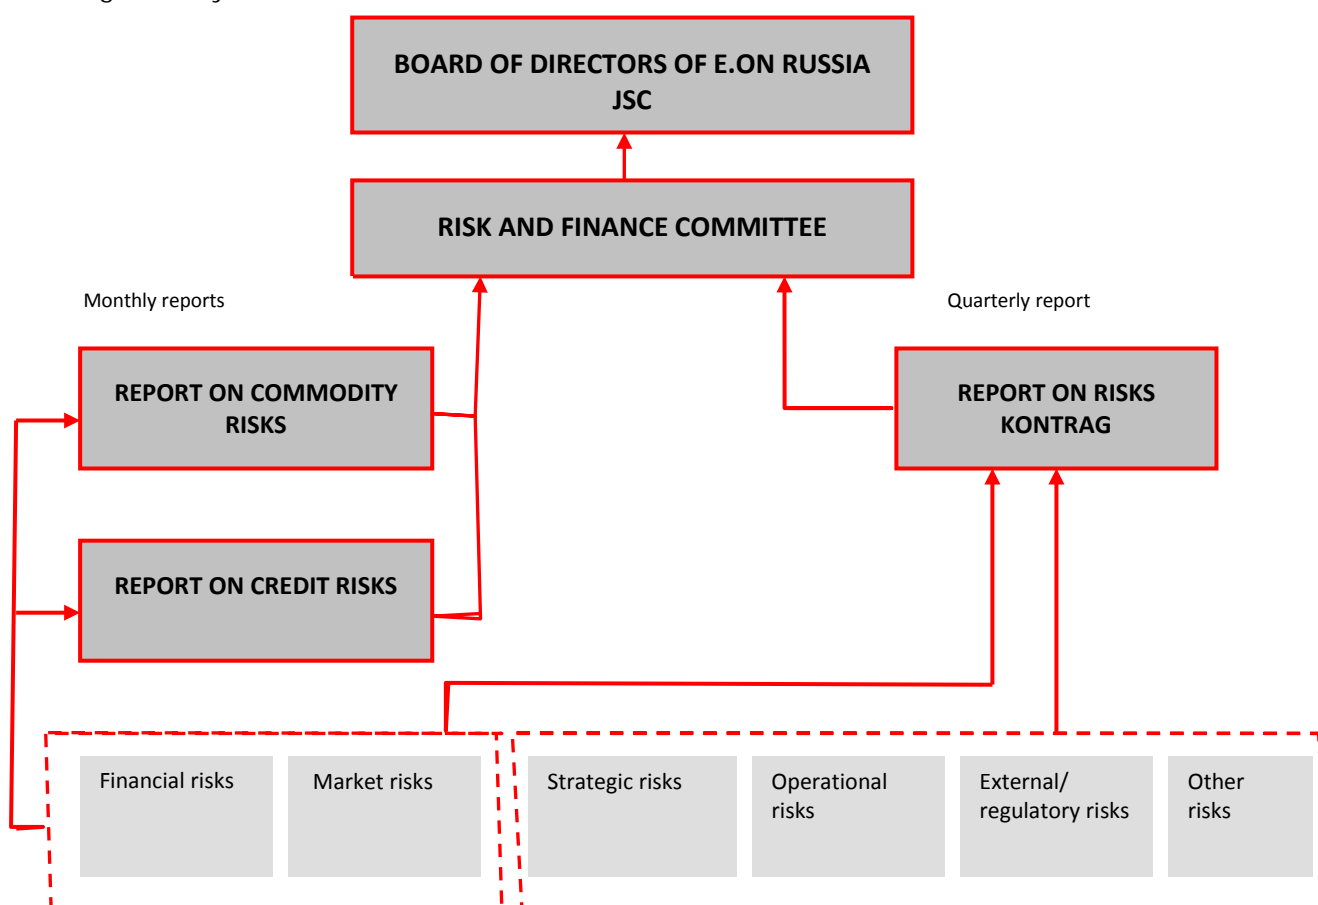 BOARD OF DIRECTORS OF E.ON RUSSIA
JSC
RISK AND FINANCE COMMITTEE
Monthly reports
Quarterly report
REPORT ON COMMODITY
RISKS
REPORT ON RISKS
KONTRAG
REPORT ON CREDIT RISKS
Financial risks
Market risks
Strategic risks
Operational
risks
External/
regulatory risks
Other
risks